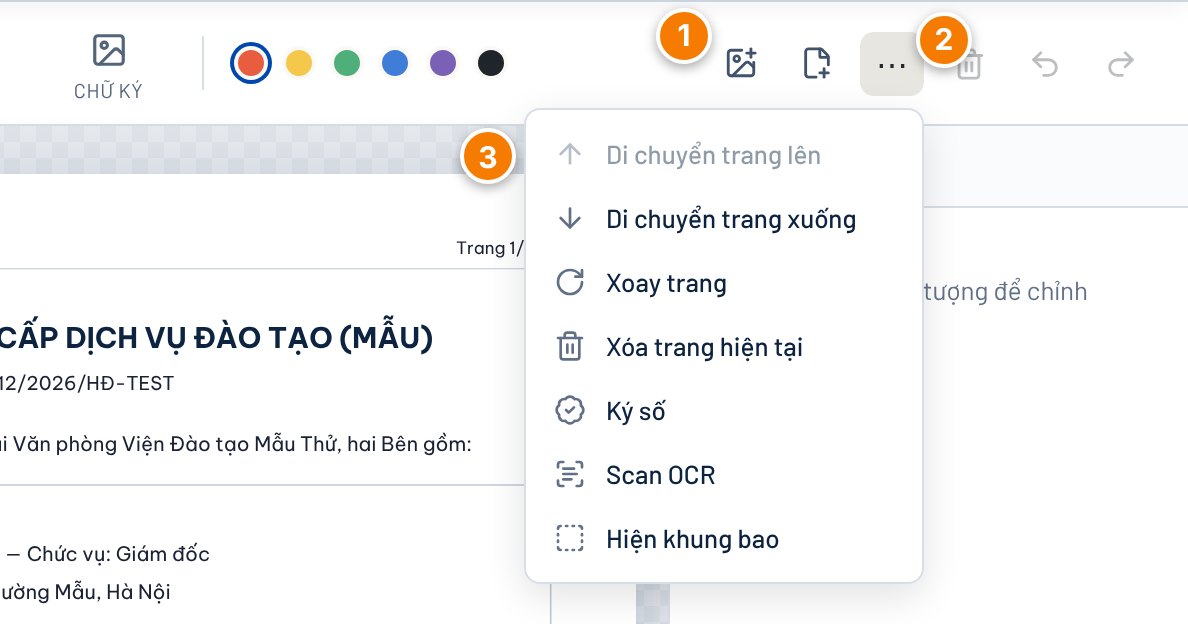 CHỮ KÝ
1
2
3
Di chuyển trang lên
Di chuyển trang xuống
Xoay trang
Xóa trang hiện tại
Ký số
Scan OCR
Hiện khung bao
Trang 1/
tượng để chỉnh
CẤP DỊCH VỤ ĐÀO TẠO (MẪU)
12/2026/HĐ-TEST
Văn phòng Viện Đào tạo Mẫu Thử, hai Bên gồm:
– Chức vụ: Giám đốc
ường Mẫu, Hà Nội